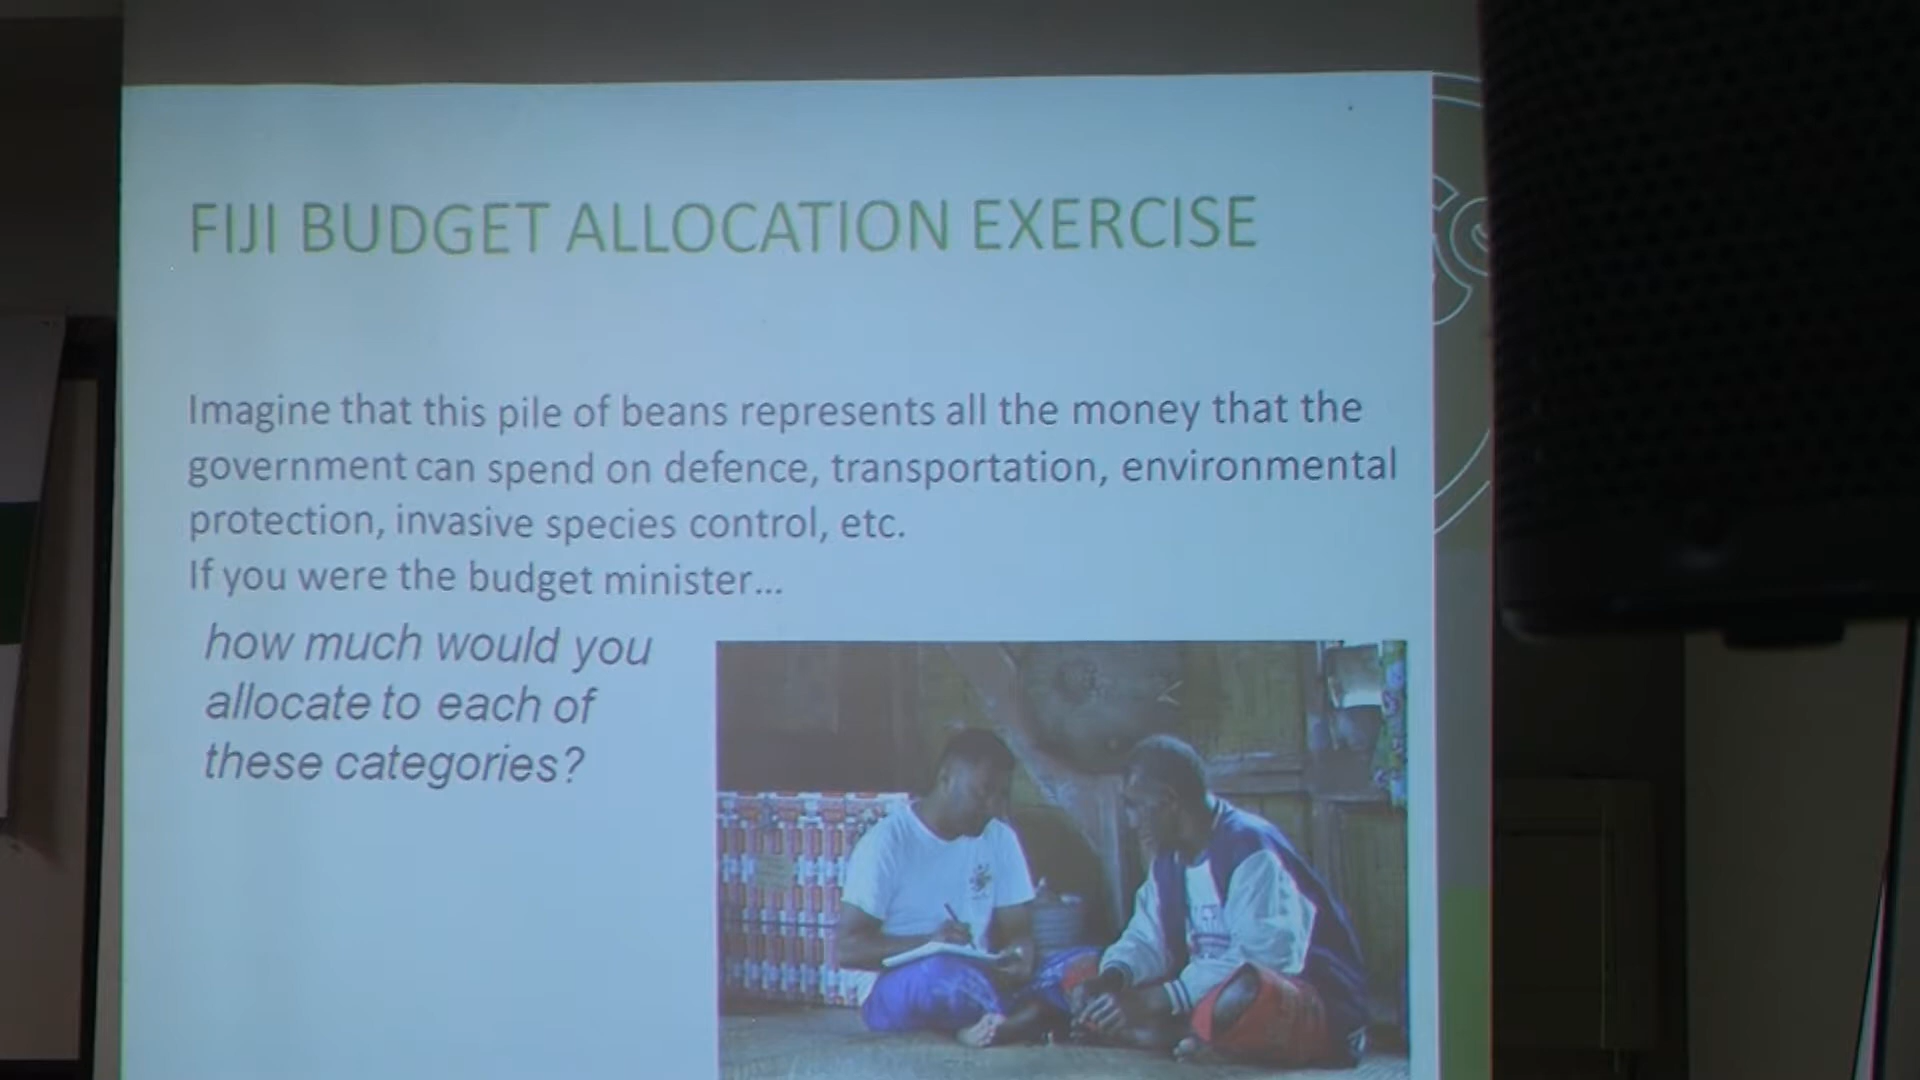 FIJI BUDGET ALLOCATION EXERCISE
Imagine that this pile of beans represents all the money that the
government can spend on defence, transportation, environmental
protection, invasive species control, etc.
If you were the budget minister...
how much would you
allocate to each of
these categories?